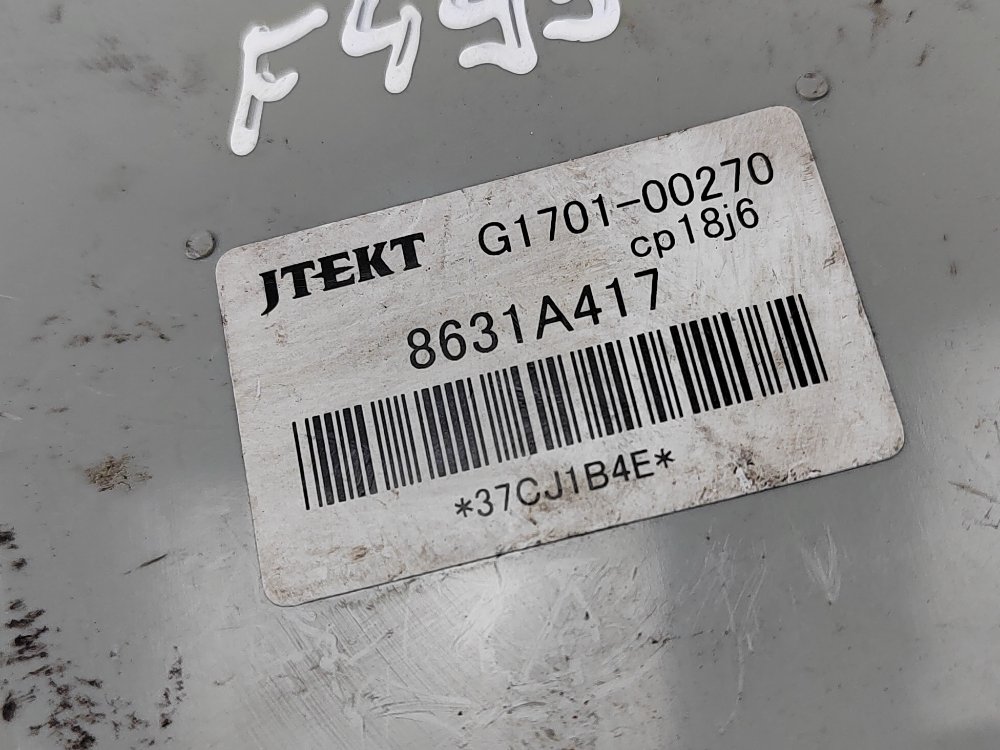 JTEKT G1701-00270
cp18j6
8631A417
*37CJ1B4E*